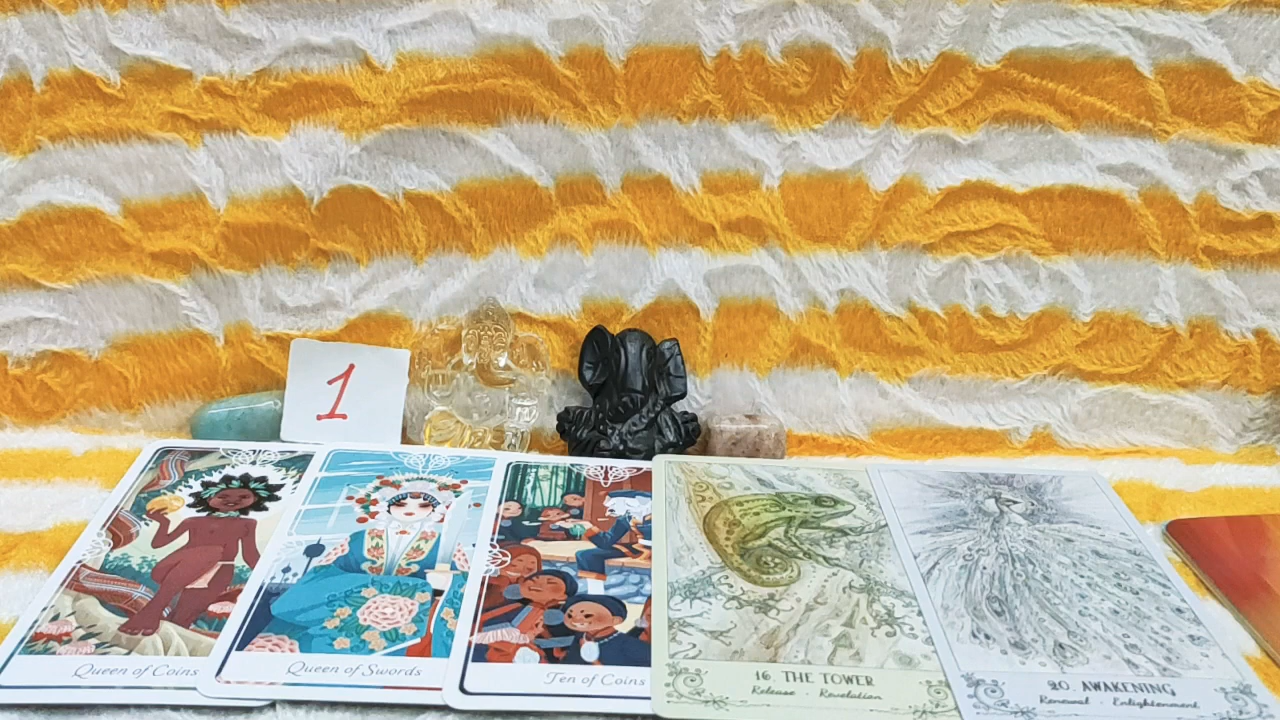 1
Queen of Coins
Queen of Swords
Ten of Coins
16. THE TOWER
Release · Revelation
20. AWAKENING
Renewal · Enlightenment